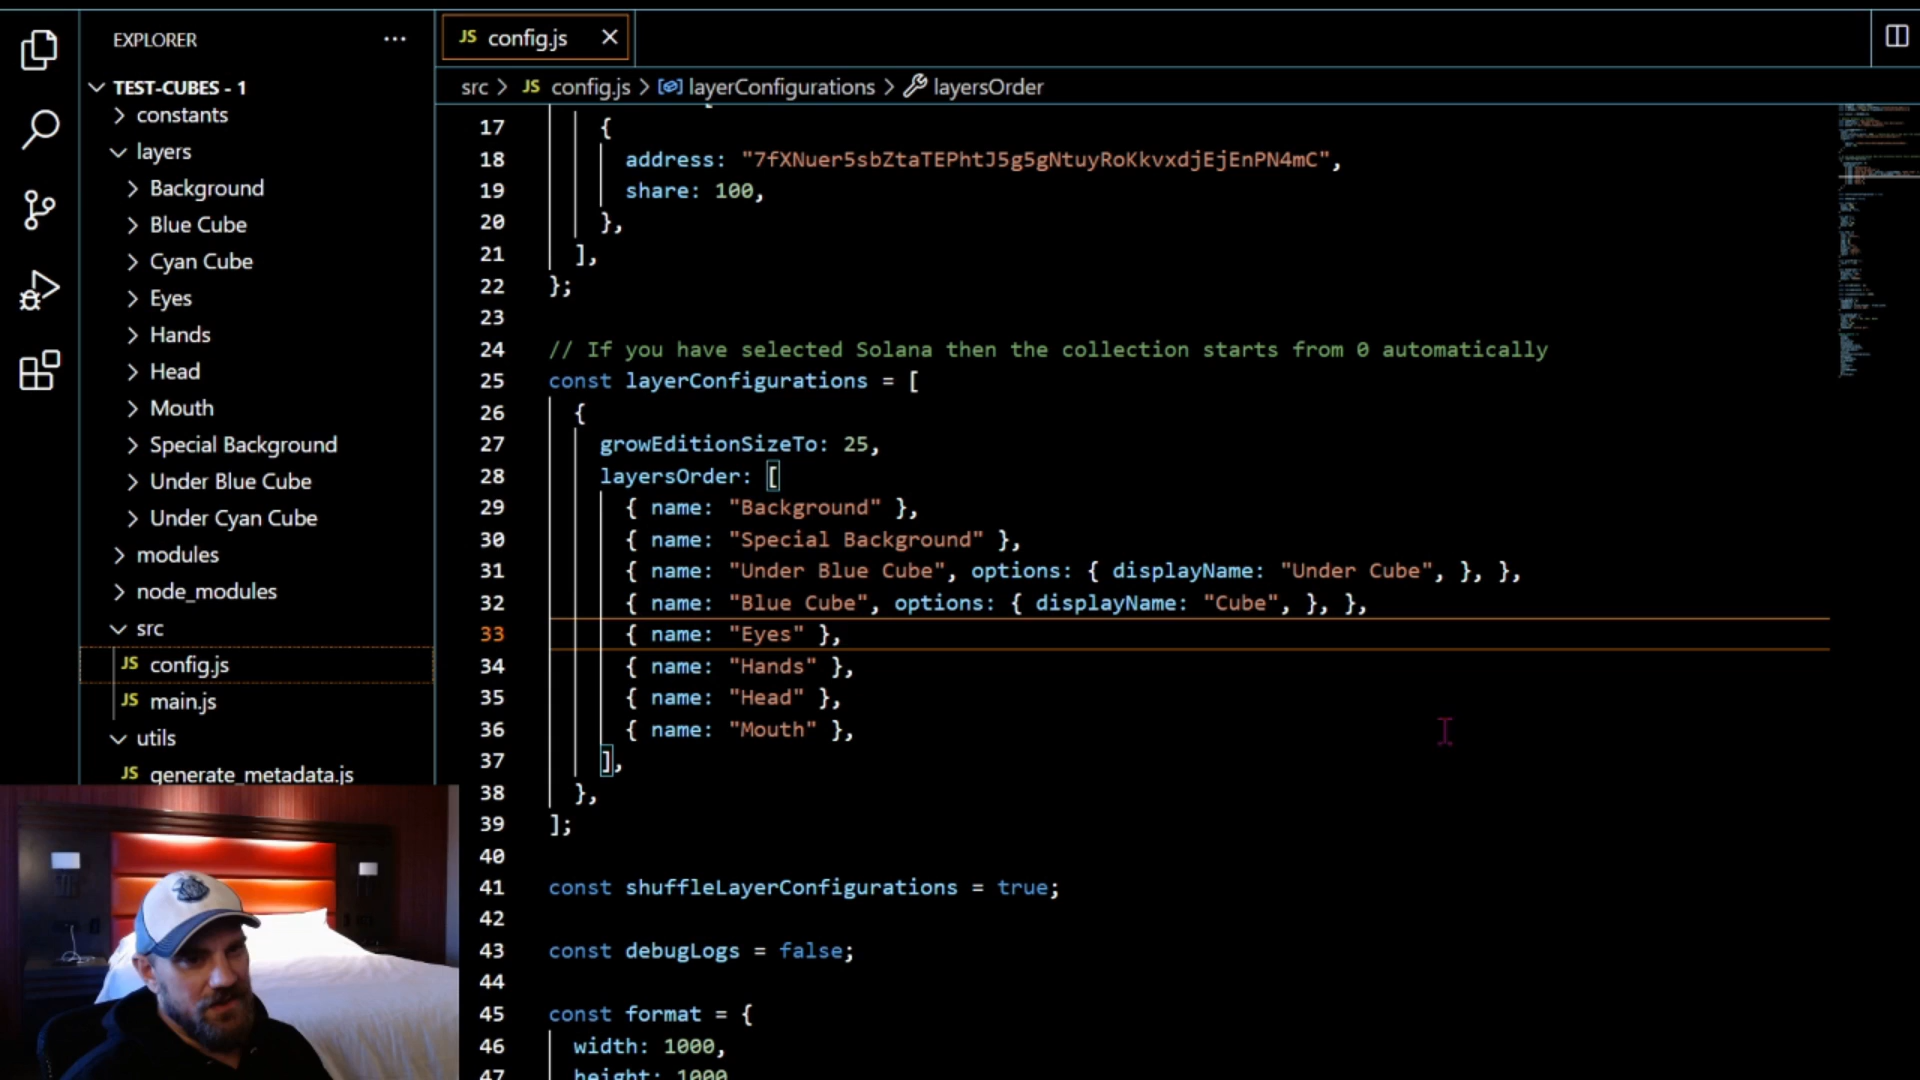 EXPLORER ...
TEST-CUBES - 1
constants
layers
Background
Blue Cube
Cyan Cube
Eyes
Hands
Head
Mouth
Special Background
Under Blue Cube
Under Cyan Cube
modules
node_modules
src
JS config.js
JS main.js
utils
JS generate_metadata.js
JS config.js
src > JS config.js > layerConfigurations > layersOrder
17 {
18 address: "7fXNuer5sbZtaTEPhtJ5g5gNtuyRoKkvxdjEjEnPN4mC",
19 share: 100,
20 },
21 ],
22 };
23
24 // If you have selected Solana then the collection starts from 0 automatically
25 const layerConfigurations = [
26 {
27 growEditionSizeTo: 25,
28 layersOrder: [
29 { name: "Background" },
30 { name: "Special Background" },
31 { name: "Under Blue Cube", options: { displayName: "Under Cube", }, },
32 { name: "Blue Cube", options: { displayName: "Cube", }, },
33 { name: "Eyes" },
34 { name: "Hands" },
35 { name: "Head" },
36 { name: "Mouth" },
37 ],
38 },
39 ];
40
41 const shuffleLayerConfigurations = true;
42
43 const debugLogs = false;
44
45 const format = {
46 width: 1000,
47 height: 1000